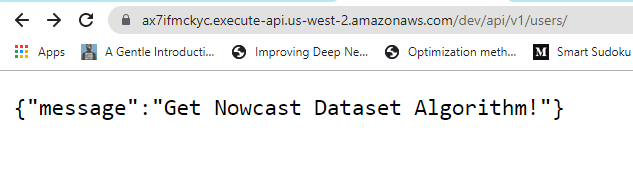 ax7ifmckyc.execute-api.us-west-2.amazonaws.com/dev/api/v1/users/
Apps A Gentle Introducti... Improving Deep Ne... Optimization meth... M Smart Sudoku
{"message":"Get Nowcast Dataset Algorithm!"}